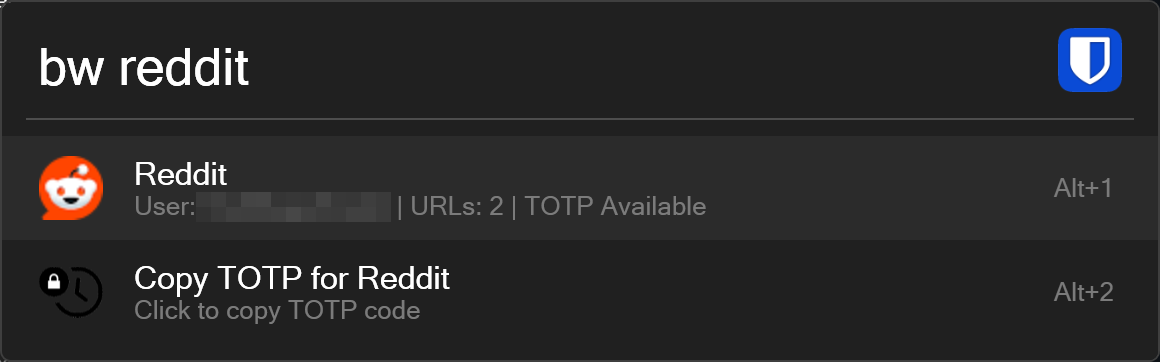 bw reddit
Reddit
User: | URLs: 2 | TOTP Available
Alt+1
Copy TOTP for Reddit
Click to copy TOTP code
Alt+2